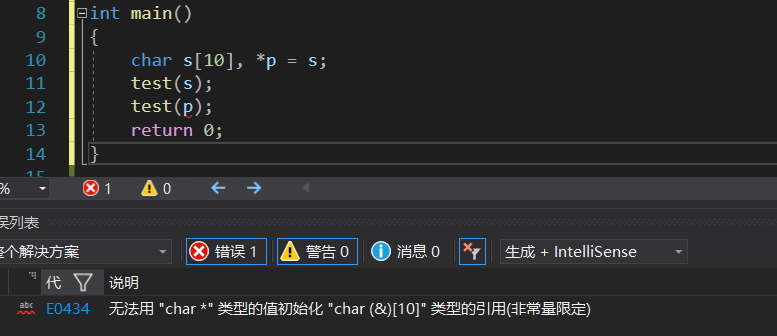 8 int main()
9 {
10 char s[10], *p = s;
11 test(s);
12 test(p);
13 return 0;
14 }
15
% 1 0
误列表
整个解决方案 错误 1 警告 0 消息 0 生成 + IntelliSense
代 说明
abc E0434 无法用 "char *" 类型的值初始化 "char (&)[10]" 类型的引用(非常量限定)